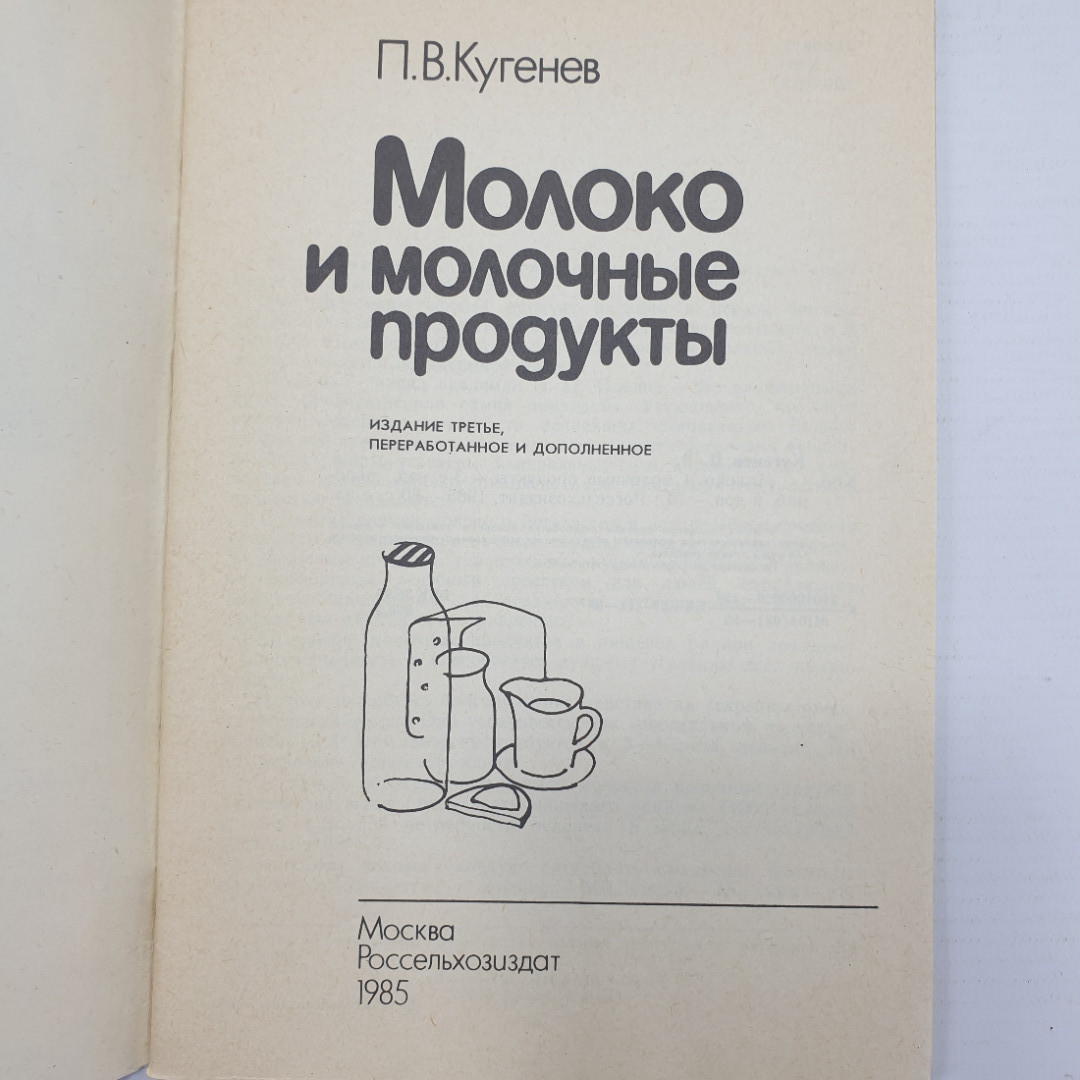 П.В.Кугенев
Молоко
и молочные
продукты
ИЗДАНИЕ ТРЕТЬЕ,
ПЕРЕРАБОТАННОЕ И ДОПОЛНЕННОЕ
Москва
Россельхозиздат
1985